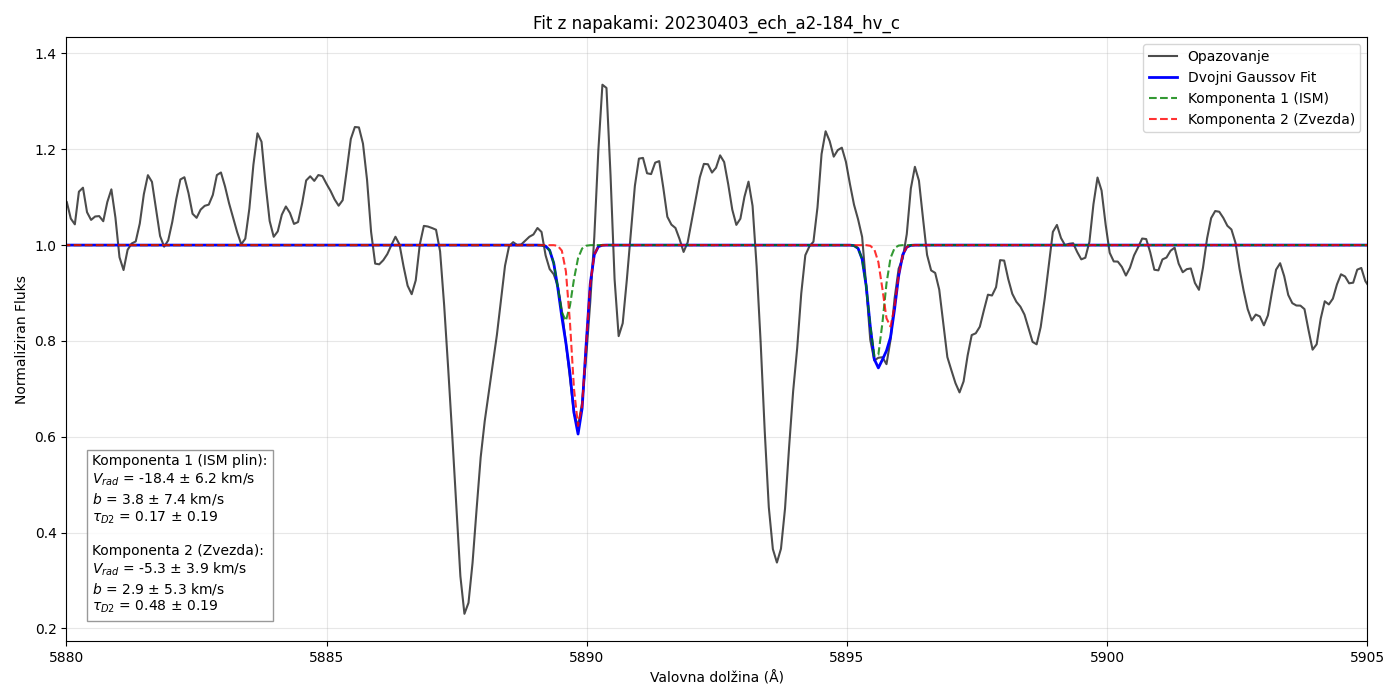 Fit z napakami: 20230403_ech_a2-184_hv_c
Normaliziran Fluks
1.4
1.2
1.0
0.8
0.6
0.4
0.2
Opazovanje
Dvojni Gaussov Fit
Komponenta 1 (ISM)
Komponenta 2 (Zvezda)
Komponenta 1 (ISM plin):
V_rad = -18.4 ± 6.2 km/s
b = 3.8 ± 7.4 km/s
τ_D2 = 0.17 ± 0.19
Komponenta 2 (Zvezda):
V_rad = -5.3 ± 3.9 km/s
b = 2.9 ± 5.3 km/s
τ_D2 = 0.48 ± 0.19
5880 5885 5890 5895 5900 5905
Valovna dolžina (Å)